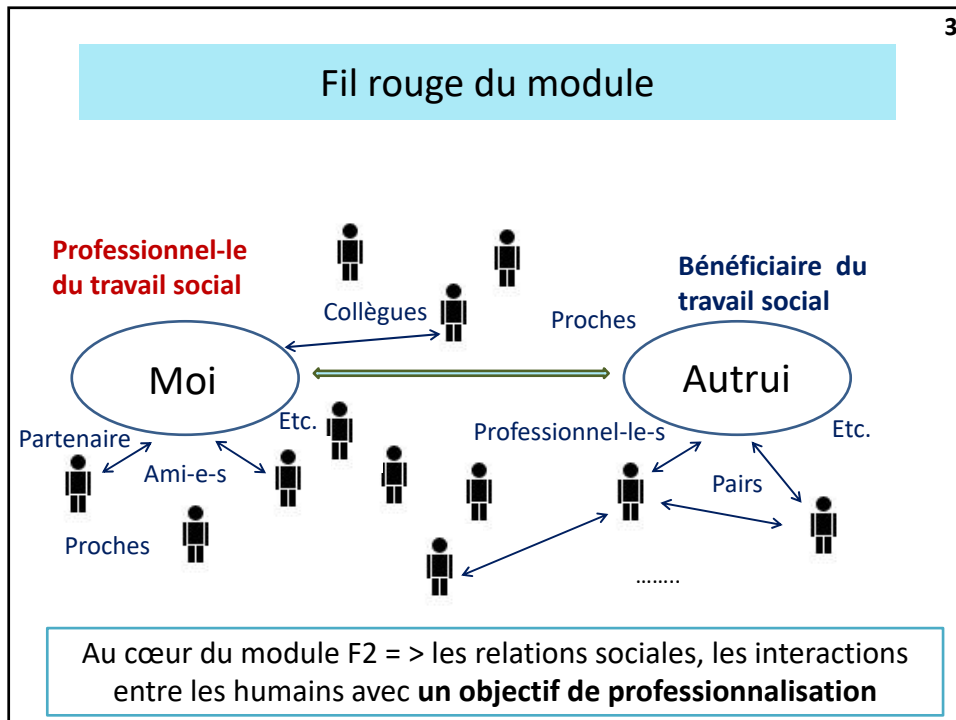 3
Fil rouge du module
Professionnel-le
du travail social
Bénéficiaire du
travail social
Collègues
Proches
Moi
Autrui
Partenaire
Etc.
Professionnel-le-s
Etc.
Ami-e-s
Pairs
Proches
........
Au cœur du module F2 = > les relations sociales, les interactions
entre les humains avec un objectif de professionnalisation